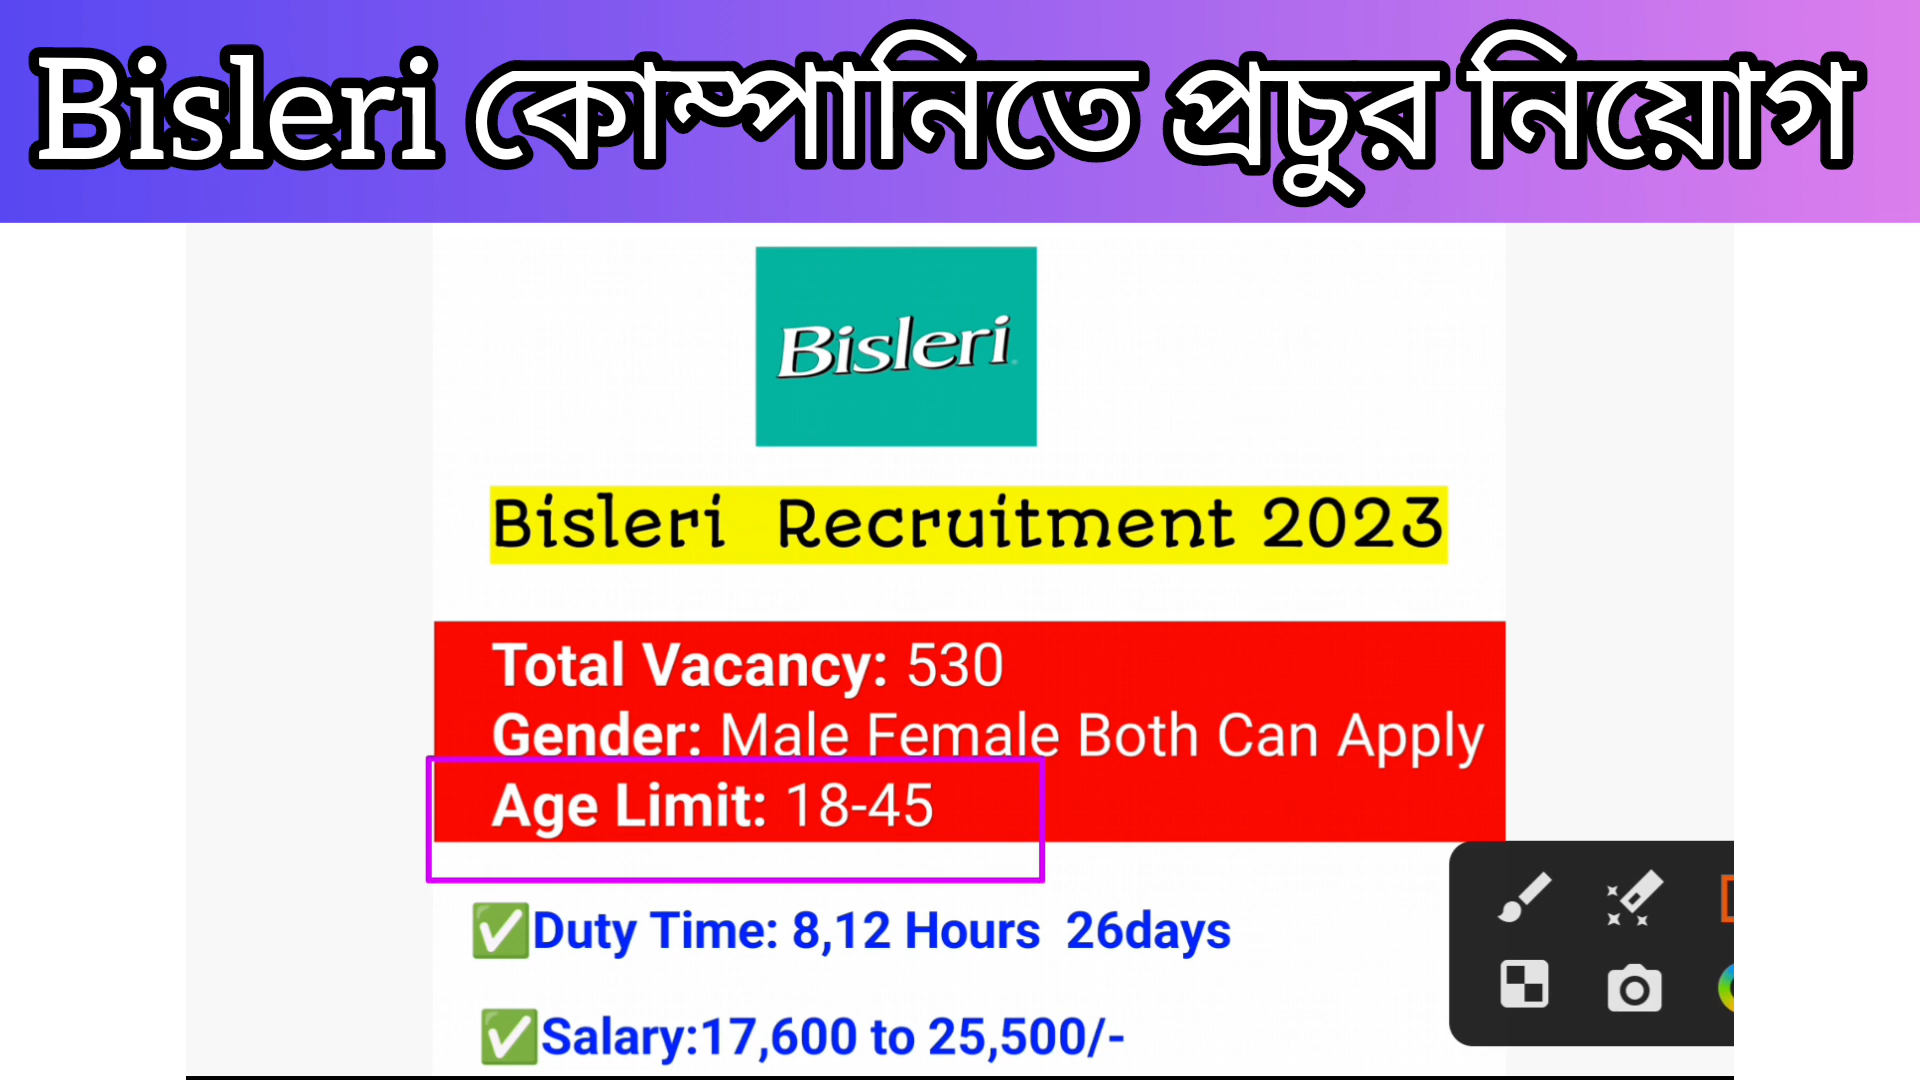 Bisleri কোম্পানিতে প্রচুর নিয়োগ
Bisleri
Bisleri Recruitment 2023
Total Vacancy: 530
Gender: Male Female Both Can Apply
Age Limit: 18-45
✅Duty Time: 8,12 Hours 26days
✅Salary:17,600 to 25,500/-